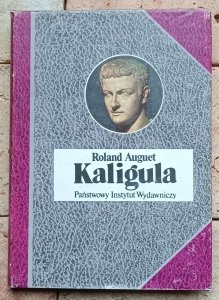 Roland Auguet
Kaligula
Państwowy Instytut Wydawniczy